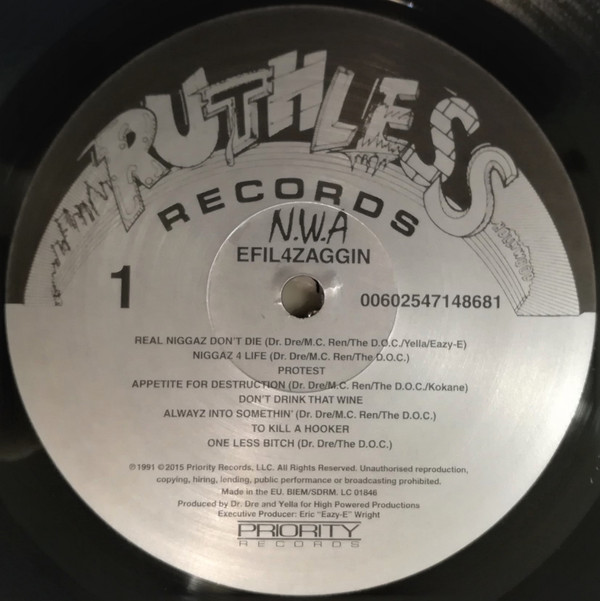 RUTHLESS
RECORDS
N.W.A
EFIL4ZAGGIN
1
00602547148681
REAL NIGGAZ DON'T DIE (Dr. Dre/M.C. Ren/The D.O.C./Yella/Eazy-E)
NIGGAZ 4 LIFE (Dr. Dre/M.C. Ren/The D.O.C.)
PROTEST
APPETITE FOR DESTRUCTION (Dr. Dre/M.C. Ren/The D.O.C./Kokane)
DON'T DRINK THAT WINE
ALWAYZ INTO SOMETHIN' (Dr. Dre/M.C. Ren/The D.O.C.)
TO KILL A HOOKER
ONE LESS BITCH (Dr. Dre/The D.O.C.)
℗1991 ©2015 Priority Records, LLC. All Rights Reserved. Unauthorised reproduction,
copying, hiring, lending, public performance or broadcasting prohibited.
Made in the EU. BIEM/SDRM. LC 01846
Produced by Dr. Dre and Yella for High Powered Productions
Executive Producer: Eric "Eazy-E" Wright
PRIORITY
RECORDS